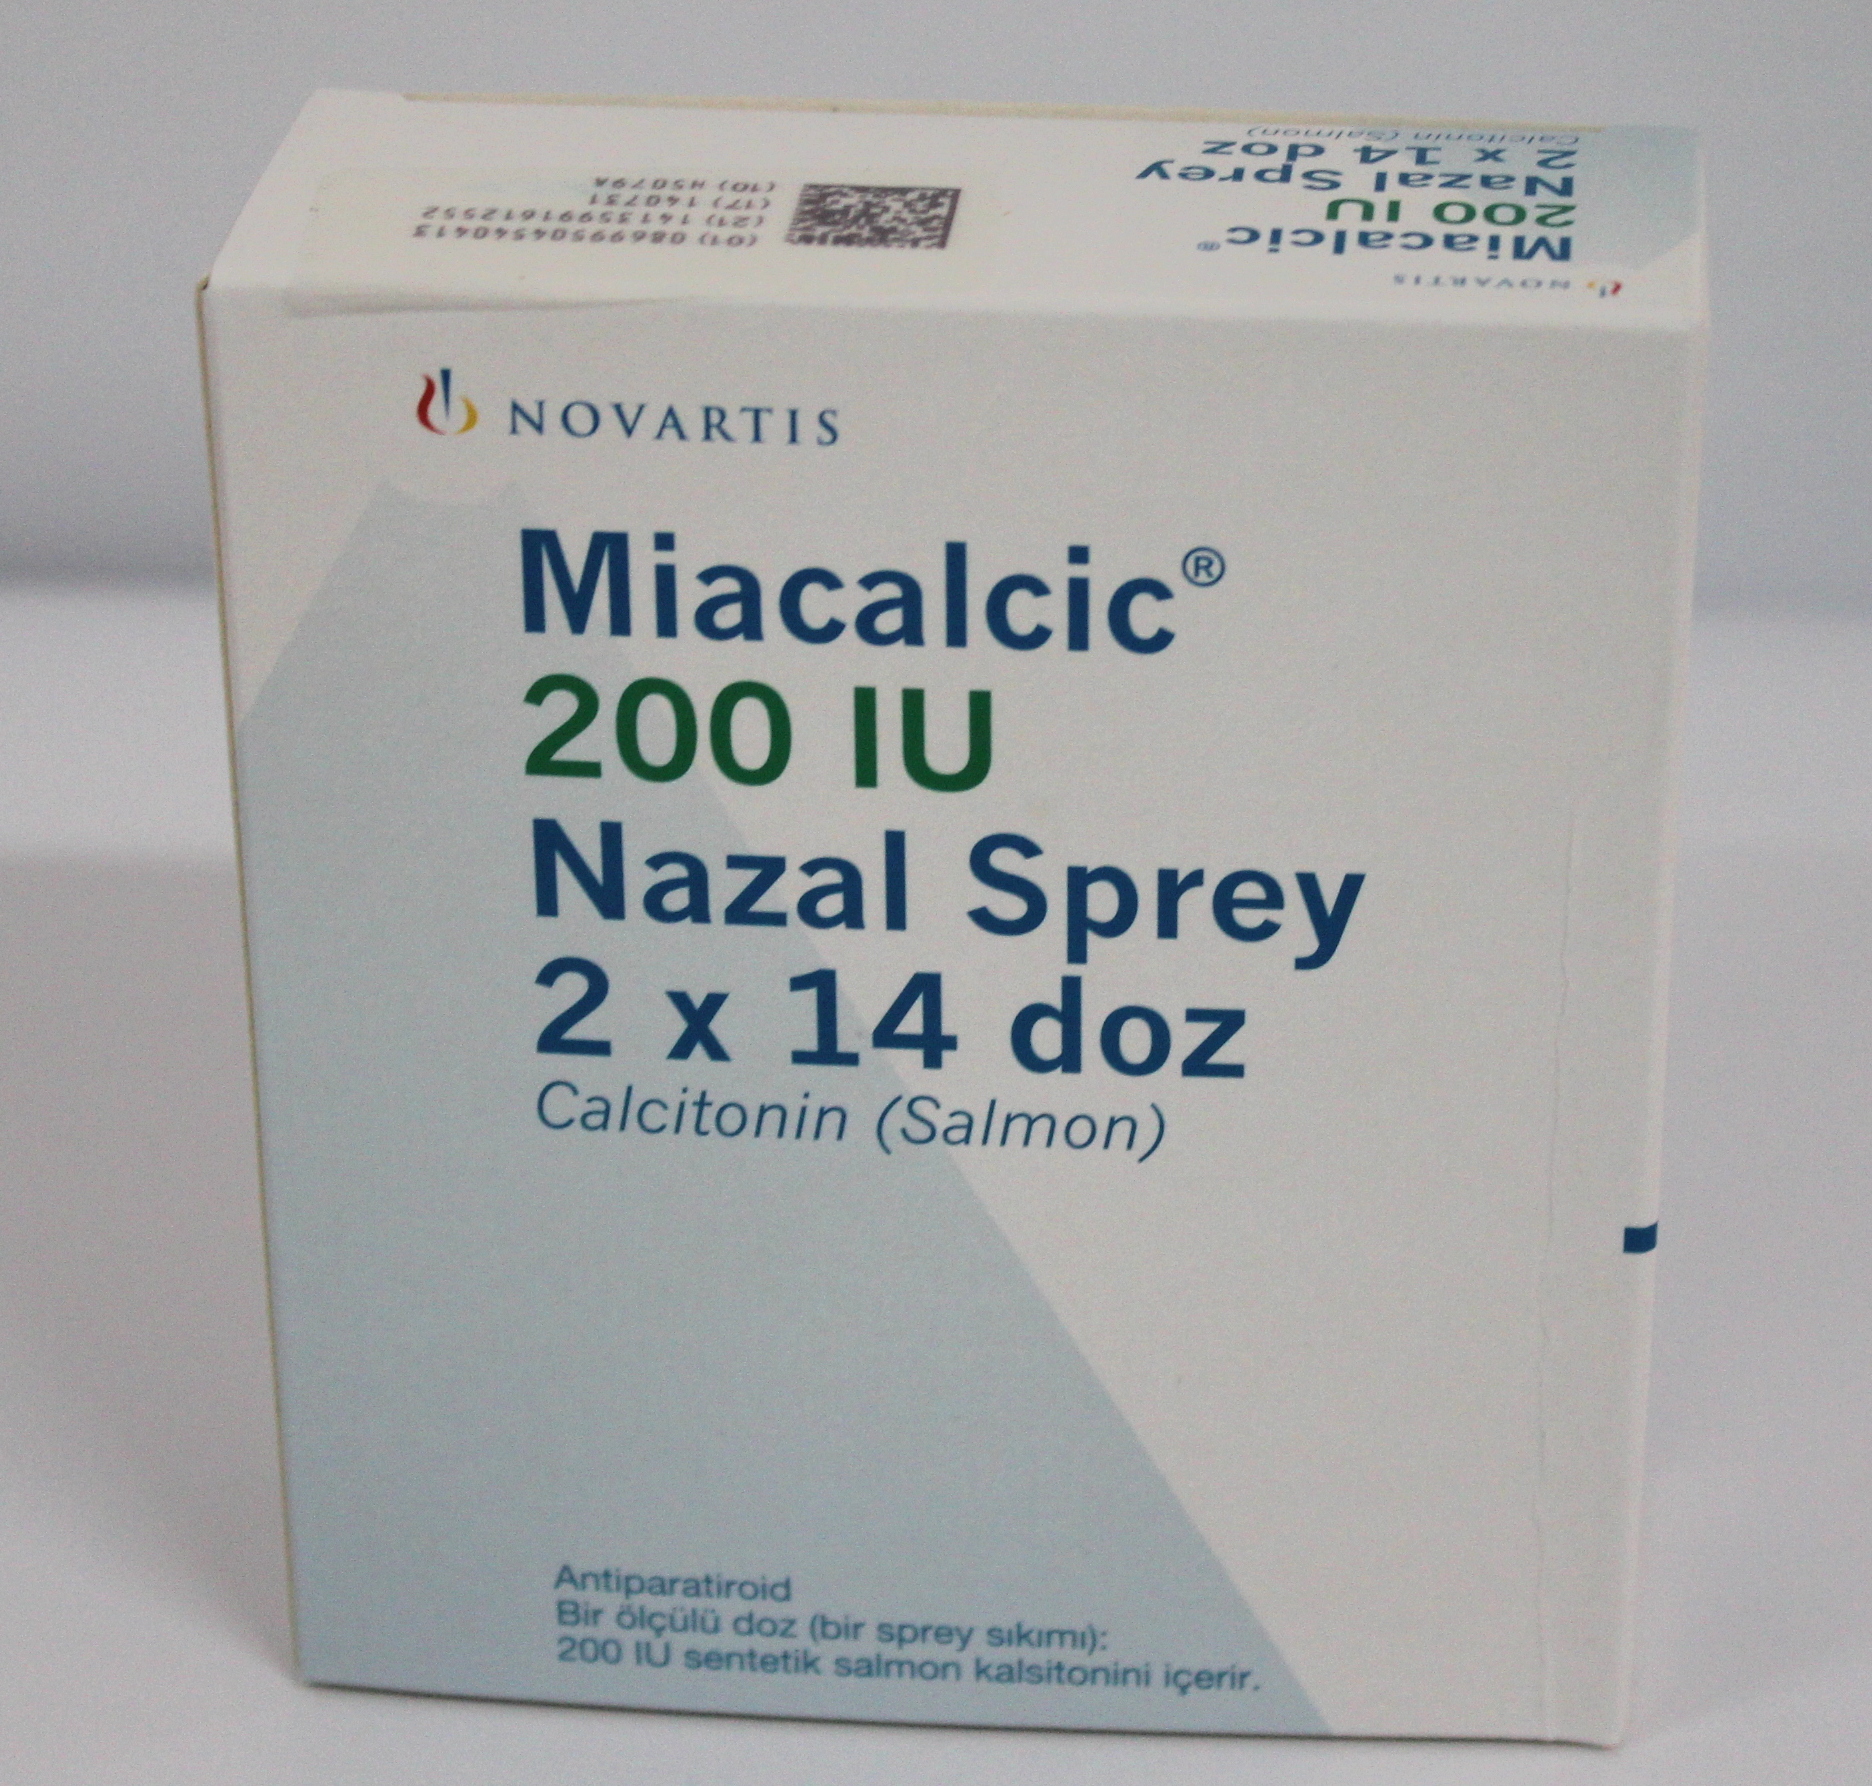 NOVARTIS
Miacalcic®
200 IU
Nazal Sprey
2 x 14 doz
Calcitonin (Salmon)
Antiparatiroid
Bir ölçülü doz (bir sprey sıkımı):
200 IU sentetik salmon kalsitonini içerir.
NOVARTIS
Miacalcic®
200 IU
Nazal Sprey
2 x 14 doz
Calcitonin (Salmon)
(01) 08699504540413
(21) 14135991612552
(17) 140731
(10) H5079A